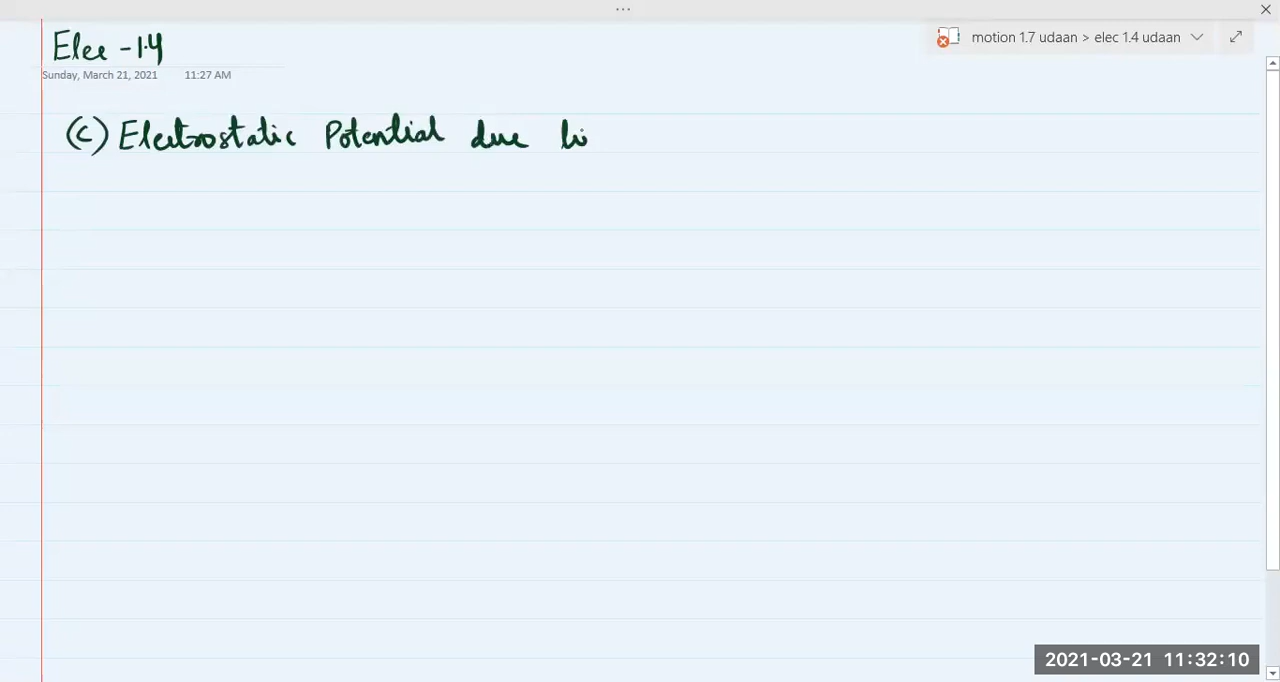 ...
motion 1.7 udaan > elec 1.4 udaan
Elec - 1.4
Sunday, March 21, 2021 11:27 AM
(C) Electrostatic Potential due li
2021-03-21 11:32:10